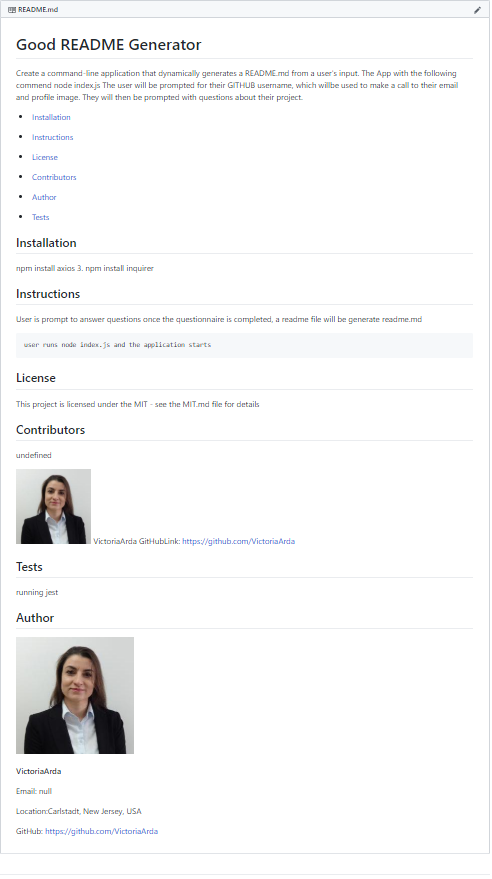 README.md
Good README Generator
Create a command-line application that dynamically generates a README.md from a user's input. The App with the following
commend node index.js The user will be prompted for their GITHUB username, which willbe used to make a call to their email
and profile image. They will then be prompted with questions about their project.
Installation
Instructions
License
Contributors
Author
Tests
Installation
npm install axios 3. npm install inquirer
Instructions
User is prompt to answer questions once the questionnaire is completed, a readme file will be generate readme.md
user runs node index.js and the application starts
License
This project is licensed under the MIT - see the MIT.md file for details
Contributors
undefined
VictoriaArda GitHubLink: https://github.com/VictoriaArda
Tests
running jest
Author
VictoriaArda
Email: null
Location:Carlstadt, New Jersey, USA
GitHub: https://github.com/VictoriaArda